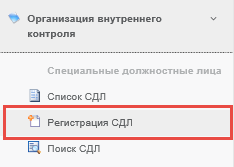 Организация внутреннего
контроля
Специальные должностные лица
Список СДЛ
Регистрация СДЛ
Поиск СДЛ